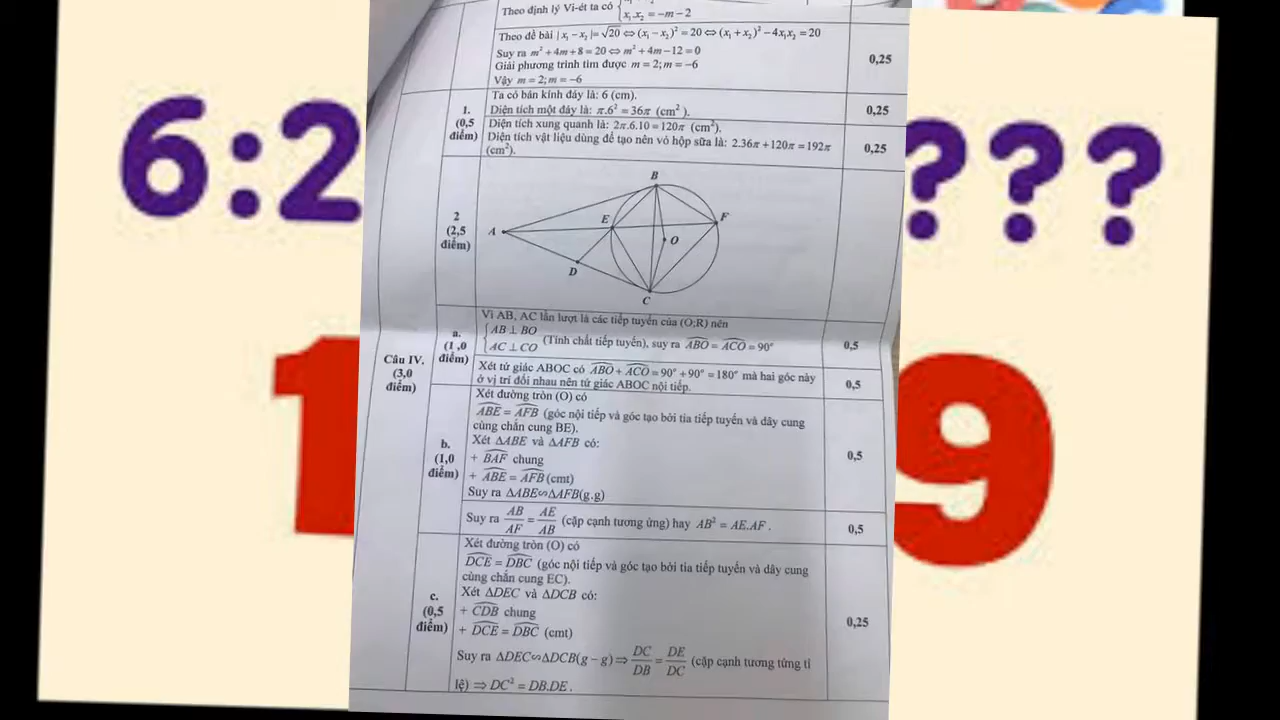 Theo định lý Vi-ét ta có
x₁.x₂ = −m − 2
Theo đề bài | x₁ − x₂ |= √20 ⇔ (x₁ − x₂)² = 20 ⇔ (x₁ + x₂)² − 4x₁x₂ = 20
Suy ra m² + 4m + 8 = 20 ⇔ m² + 4m − 12 = 0
Giải phương trình tìm được m = 2; m = −6
Vậy m = 2; m = −6
0,25
1.
(0,5
điểm)
Ta có bán kính đáy là: 6 (cm).
Diện tích một đáy là: π.6² = 36π (cm²).
0,25
Diện tích xung quanh là: 2π.6.10 = 120π (cm²).
Diện tích vật liệu dùng để tạo nên vỏ hộp sữa là: 2.36π + 120π = 192π
(cm²).
0,25
6:2
???
1
9
2
(2,5
điểm)
A
B
E
F
O
D
C
Câu IV.
(3,0
điểm)
a.
(1,0
điểm)
Vì AB, AC lần lượt là các tiếp tuyến của (O;R) nên
AB ⊥ BO
AC ⊥ CO (Tính chất tiếp tuyến), suy ra ABO = ACO = 90°
0,5
Xét tứ giác ABOC có ABO + ACO = 90° + 90° = 180° mà hai góc này
ở vị trí đối nhau nên tứ giác ABOC nội tiếp.
0,5
b.
(1,0
điểm)
Xét đường tròn (O) có
ABE = AFB (góc nội tiếp và góc tạo bởi tia tiếp tuyến và dây cung
cùng chắn cung BE).
Xét ΔABE và ΔAFB có:
+ BAF chung
+ ABE = AFB (cmt)
Suy ra ΔABE∽ΔAFB(g.g)
0,5
Suy ra AB/AF = AE/AB (cặp cạnh tương ứng) hay AB² = AE.AF .
0,5
c.
(0,5
điểm)
Xét đường tròn (O) có
DCE = DBC (góc nội tiếp và góc tạo bởi tia tiếp tuyến và dây cung
cùng chắn cung EC).
Xét ΔDEC và ΔDCB có:
+ CDB chung
+ DCE = DBC (cmt)
Suy ra ΔDEC∽ΔDCB(g − g) ⇒ DC/DB = DE/DC (cặp cạnh tương tứng tỉ
lệ) ⇒ DC² = DB.DE .
0,25